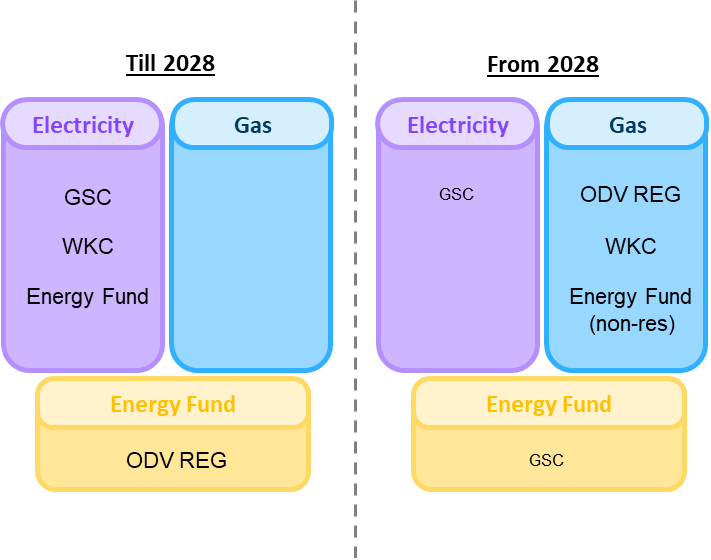 Till 2028
Electricity
Gas
GSC
WKC
Energy Fund
Energy Fund
ODV REG
From 2028
Electricity
Gas
GSC
ODV REG
WKC
Energy Fund
(non-res)
Energy Fund
GSC